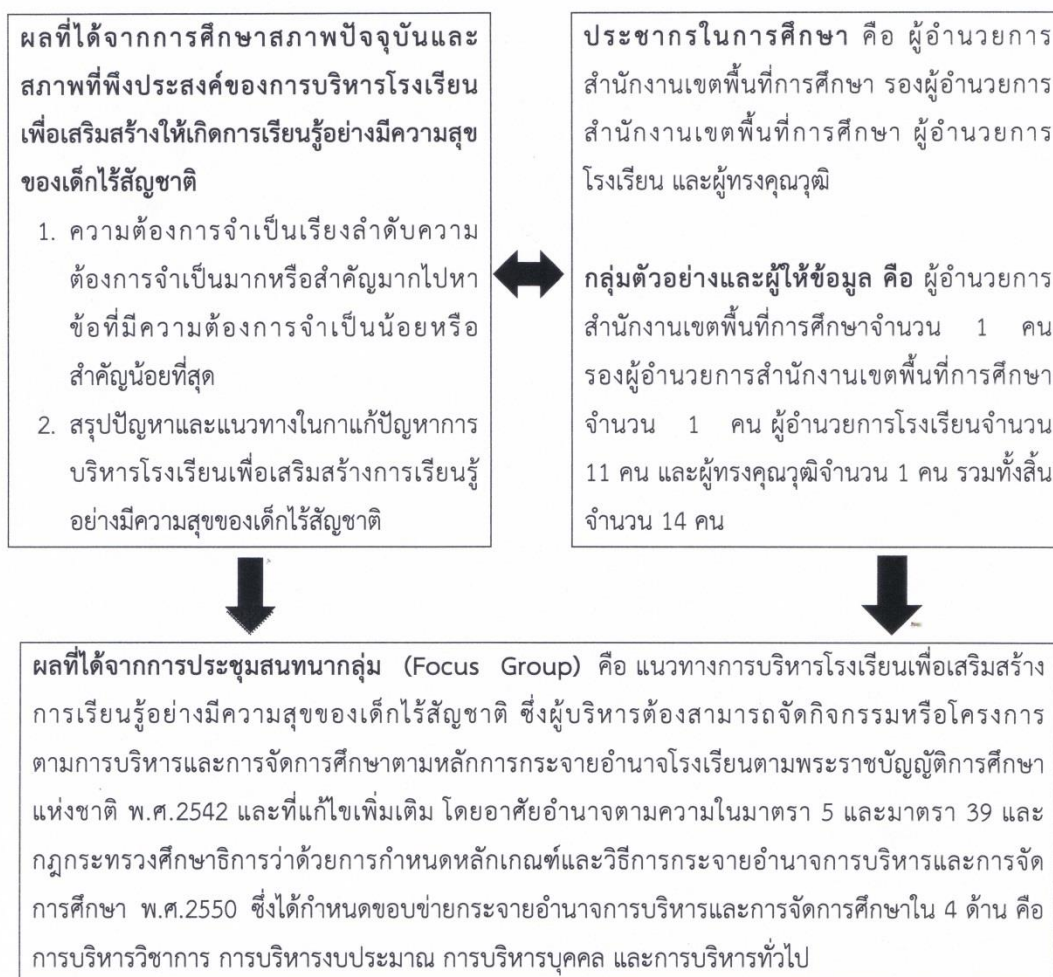 ผลที่ได้จากการศึกษาสภาพปัจจุบันและ
สภาพที่พึงประสงค์ของการบริหารโรงเรียน
เพื่อเสริมสร้างให้เกิดการเรียนรู้อย่างมีความสุข
ของเด็กไร้สัญชาติ
1. ความต้องการจำเป็นเรียงลำดับความ
ต้องการจำเป็นมากหรือสำคัญมากไปหา
ข้อที่มีความต้องการจำเป็นน้อยหรือ
สำคัญน้อยที่สุด
2. สรุปปัญหาและแนวทางในกาแก้ปัญหาการ
บริหารโรงเรียนเพื่อเสริมสร้างการเรียนรู้
อย่างมีความสุขของเด็กไร้สัญชาติ
ประชากรในการศึกษา คือ ผู้อำนวยการ
สำนักงานเขตพื้นที่การศึกษา รองผู้อำนวยการ
สำนักงานเขตพื้นที่การศึกษา ผู้อำนวยการ
โรงเรียน และผู้ทรงคุณวุฒิ
กลุ่มตัวอย่างและผู้ให้ข้อมูล คือ ผู้อำนวยการ
สำนักงานเขตพื้นที่การศึกษาจำนวน 1 คน
รองผู้อำนวยการสำนักงานเขตพื้นที่การศึกษา
จำนวน 1 คน ผู้อำนวยการโรงเรียนจำนวน
11 คน และผู้ทรงคุณวุฒิจำนวน 1 คน รวมทั้งสิ้น
จำนวน 14 คน
ผลที่ได้จากการประชุมสนทนากลุ่ม (Focus Group) คือ แนวทางการบริหารโรงเรียนเพื่อเสริมสร้าง
การเรียนรู้อย่างมีความสุขของเด็กไร้สัญชาติ ซึ่งผู้บริหารต้องสามารถจัดกิจกรรมหรือโครงการ
ตามการบริหารและการจัดการศึกษาตามหลักการกระจายอำนาจโรงเรียนตามพระราชบัญญัติการศึกษา
แห่งชาติ พ.ศ.2542 และที่แก้ไขเพิ่มเติม โดยอาศัยอำนาจตามความในมาตรา 5 และมาตรา 39 และ
กฎกระทรวงศึกษาธิการว่าด้วยการกำหนดหลักเกณฑ์และวิธีการกระจายอำนาจการบริหารและการจัด
การศึกษา พ.ศ.2550 ซึ่งได้กำหนดขอบข่ายกระจายอำนาจการบริหารและการจัดการศึกษาใน 4 ด้าน คือ
การบริหารวิชาการ การบริหารงบประมาณ การบริหารบุคคล และการบริหารทั่วไป